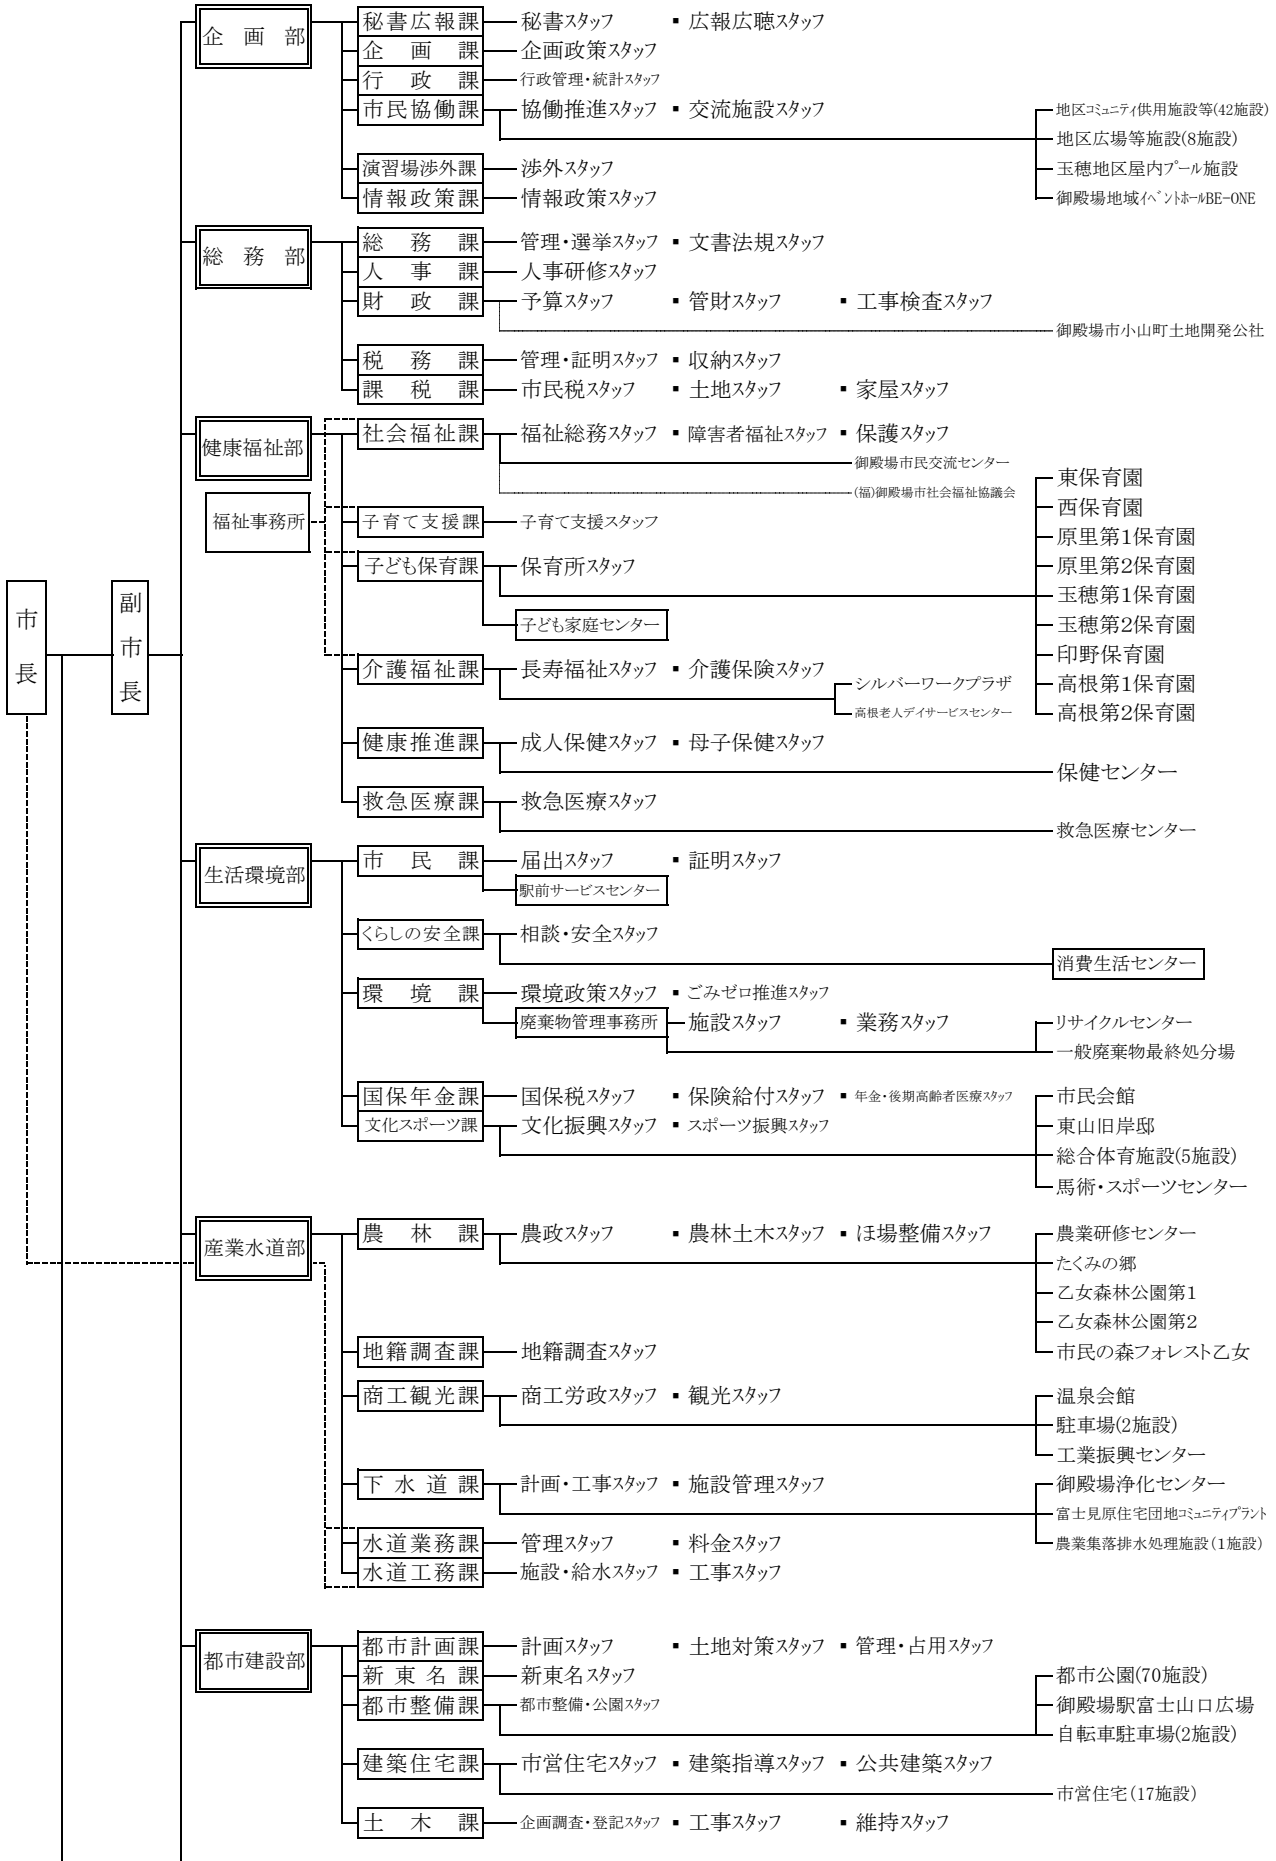 企画部
秘書広報課 秘書スタッフ ▪ 広報広聴スタッフ
企画課 企画政策スタッフ
行政課 行政管理・統計スタッフ
市民協働課 協働推進スタッフ ▪ 交流施設スタッフ
地区コミュニティ供用施設等(42施設)
地区広場等施設(8施設)
玉穂地区屋内プール施設
御殿場地域イベントホールBE-ONE
演習場渉外課 渉外スタッフ
情報政策課 情報政策スタッフ
総務部
総務課 管理・選挙スタッフ ▪ 文書法規スタッフ
人事課 人事研修スタッフ
財政課 予算スタッフ ▪ 管財スタッフ ▪ 工事検査スタッフ
御殿場市小山町土地開発公社
税務課 管理・証明スタッフ ▪ 収納スタッフ
課税課 市民税スタッフ ▪ 土地スタッフ ▪ 家屋スタッフ
健康福祉部
福祉事務所
社会福祉課 福祉総務スタッフ ▪ 障害者福祉スタッフ ▪ 保護スタッフ
御殿場市民交流センター
(福)御殿場市社会福祉協議会
子育て支援課 子育て支援スタッフ
子ども保育課 保育所スタッフ
東保育園
西保育園
原里第1保育園
原里第2保育園
玉穂第1保育園
玉穂第2保育園
印野保育園
高根第1保育園
高根第2保育園
子ども家庭センター
市長
副市長
介護福祉課 長寿福祉スタッフ ▪ 介護保険スタッフ
シルバーワークプラザ
高根老人デイサービスセンター
健康推進課 成人保健スタッフ ▪ 母子保健スタッフ
保健センター
救急医療課 救急医療スタッフ
救急医療センター
生活環境部
市民課 届出スタッフ ▪ 証明スタッフ
駅前サービスセンター
くらしの安全課 相談・安全スタッフ
消費生活センター
環境課 環境政策スタッフ ▪ ごみゼロ推進スタッフ
廃棄物管理事務所 施設スタッフ ▪ 業務スタッフ
リサイクルセンター
一般廃棄物最終処分場
国保年金課 国保税スタッフ ▪ 保険給付スタッフ ▪ 年金・後期高齢者医療スタッフ
文化スポーツ課 文化振興スタッフ ▪ スポーツ振興スタッフ
市民会館
東山旧岸邸
総合体育施設(5施設)
馬術・スポーツセンター
産業水道部
農林課 農政スタッフ ▪ 農林土木スタッフ ▪ ほ場整備スタッフ
農業研修センター
たくみの郷
乙女森林公園第1
乙女森林公園第2
市民の森フォレスト乙女
地籍調査課 地籍調査スタッフ
商工観光課 商工労政スタッフ ▪ 観光スタッフ
温泉会館
駐車場(2施設)
工業振興センター
下水道課 計画・工事スタッフ ▪ 施設管理スタッフ
御殿場浄化センター
富士見原住宅団地コミュニティプラント
農業集落排水処理施設(1施設)
水道業務課 管理スタッフ ▪ 料金スタッフ
水道工務課 施設・給水スタッフ ▪ 工事スタッフ
都市建設部
都市計画課 計画スタッフ ▪ 土地対策スタッフ ▪ 管理・占用スタッフ
新東名課 新東名スタッフ
都市整備課 都市整備・公園スタッフ
都市公園(70施設)
御殿場駅富士山口広場
自転車駐車場(2施設)
建築住宅課 市営住宅スタッフ ▪ 建築指導スタッフ ▪ 公共建築スタッフ
市営住宅(17施設)
土木課 企画調査・登記スタッフ ▪ 工事スタッフ ▪ 維持スタッフ